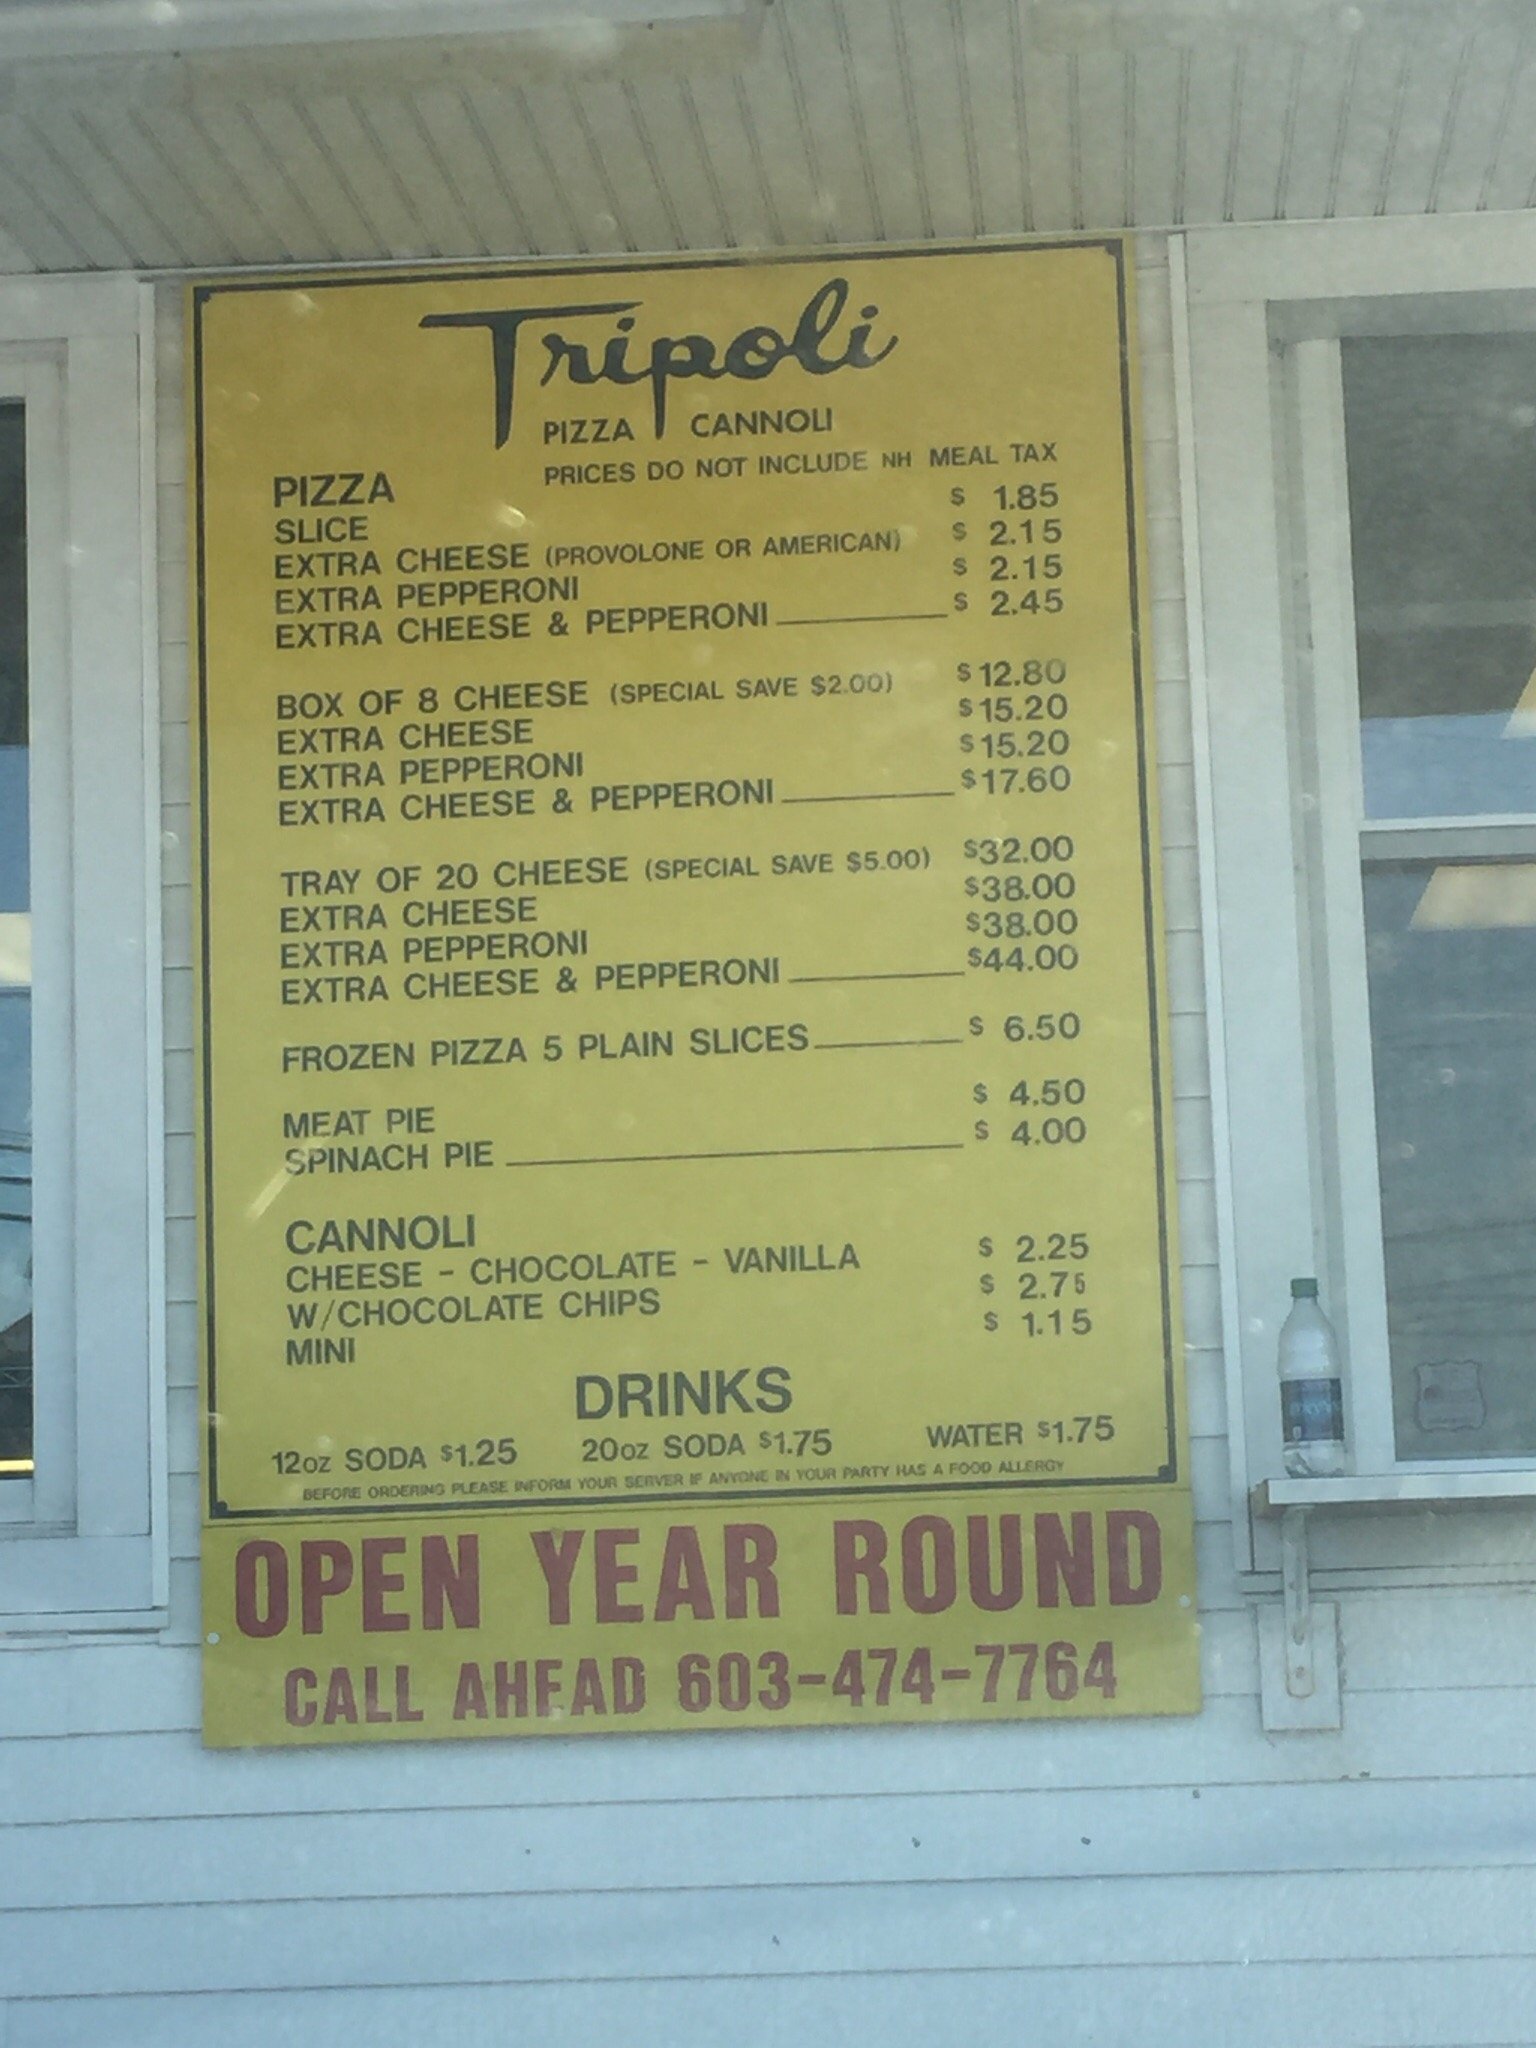 Tripoli
PIZZA CANNOLI
PRICES DO NOT INCLUDE NH MEAL TAX
PIZZA
SLICE $ 1.85
EXTRA CHEESE (PROVOLONE OR AMERICAN) $ 2.15
EXTRA PEPPERONI $ 2.15
EXTRA CHEESE & PEPPERONI $ 2.45
BOX OF 8 CHEESE (SPECIAL SAVE $2.00) $12.80
EXTRA CHEESE $15.20
EXTRA PEPPERONI $15.20
EXTRA CHEESE & PEPPERONI $17.60
TRAY OF 20 CHEESE (SPECIAL SAVE $5.00) $32.00
EXTRA CHEESE $38.00
EXTRA PEPPERONI $38.00
EXTRA CHEESE & PEPPERONI $44.00
FROZEN PIZZA 5 PLAIN SLICES $ 6.50
MEAT PIE $ 4.50
SPINACH PIE $ 4.00
CANNOLI
CHEESE - CHOCOLATE - VANILLA $ 2.25
W/CHOCOLATE CHIPS $ 2.75
MINI $ 1.15
DRINKS
12oz SODA $1.25 20oz SODA $1.75 WATER $1.75
BEFORE ORDERING PLEASE INFORM YOUR SERVER IF ANYONE IN YOUR PARTY HAS A FOOD ALLERGY
OPEN YEAR ROUND
CALL AHEAD 603-474-7764